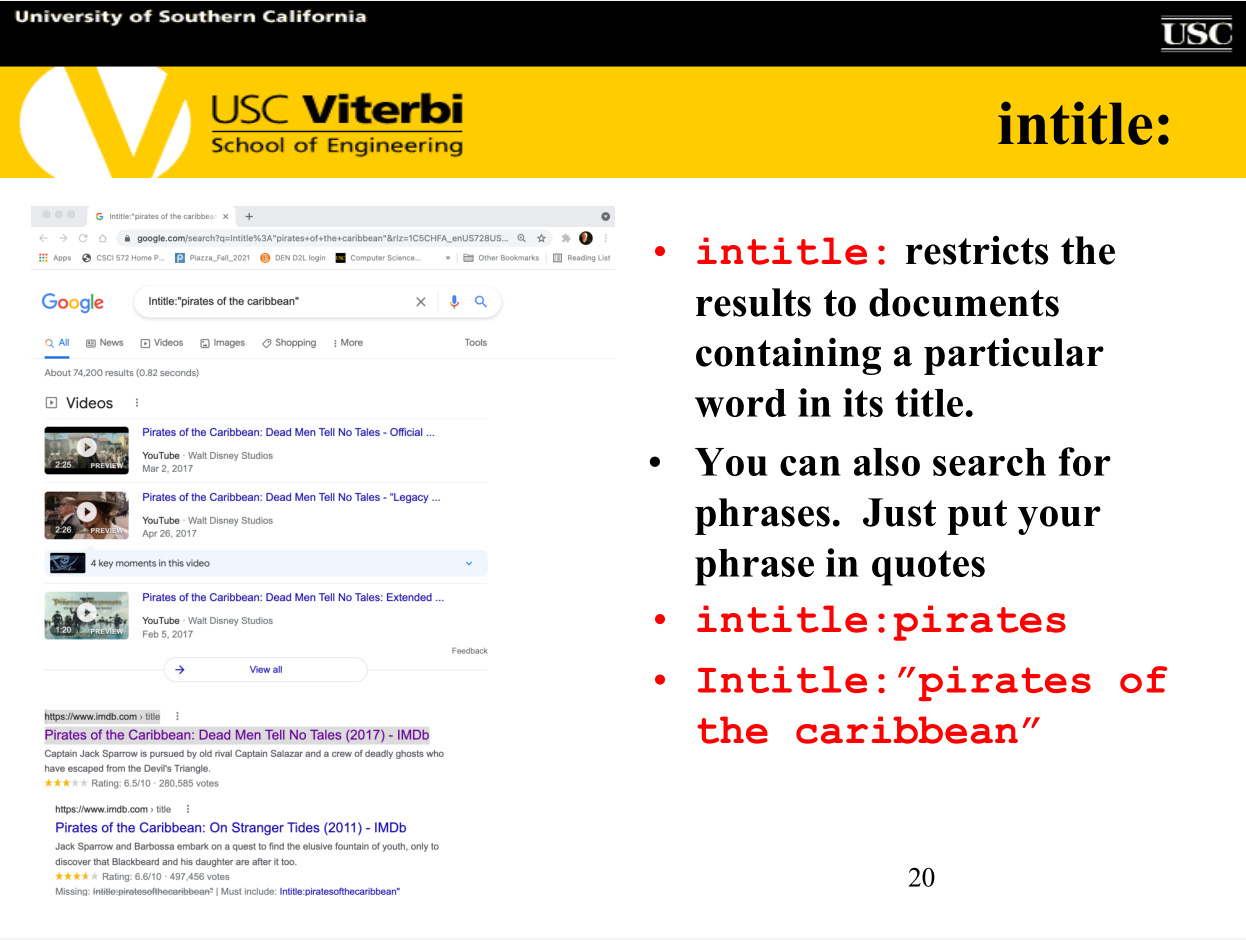 University of Southern California
USC
USC Viterbi
School of Engineering
intitle:
Intitle:"pirates of the caribbean
google.com/search?q=Intitle%3A"pirates+of+the+caribbean"&rlz=1C5CHFA_enUS728US...
Apps CSCI 572 Home P... Piazza_Fall_2021 DEN D2L login Computer Science... » Other Bookmarks Reading List
Google Intitle:"pirates of the caribbean"
All News Videos Images Shopping More Tools
About 74,200 results (0.82 seconds)
Videos
Pirates of the Caribbean: Dead Men Tell No Tales - Official ...
YouTube · Walt Disney Studios
2:25 PREVIEW
Mar 2, 2017
Pirates of the Caribbean: Dead Men Tell No Tales - "Legacy ...
YouTube · Walt Disney Studios
2:26 PREVIEW
Apr 26, 2017
4 key moments in this video
Pirates of the Caribbean: Dead Men Tell No Tales: Extended ...
YouTube · Walt Disney Studios
1:20 PREVIEW
Feb 5, 2017
Feedback
View all
https://www.imdb.com › title
Pirates of the Caribbean: Dead Men Tell No Tales (2017) - IMDb
Captain Jack Sparrow is pursued by old rival Captain Salazar and a crew of deadly ghosts who
have escaped from the Devil's Triangle.
Rating: 6.5/10 · 280,585 votes
https://www.imdb.com › title
Pirates of the Caribbean: On Stranger Tides (2011) - IMDb
Jack Sparrow and Barbossa embark on a quest to find the elusive fountain of youth, only to
discover that Blackbeard and his daughter are after it too.
Rating: 6.6/10 · 497,456 votes
Missing: Intitle:piratesofthecaribbean" | Must include: Intitle:piratesofthecaribbean"
• intitle: restricts the
results to documents
containing a particular
word in its title.
• You can also search for
phrases. Just put your
phrase in quotes
• intitle:pirates
• Intitle:”pirates of
the caribbean”
20